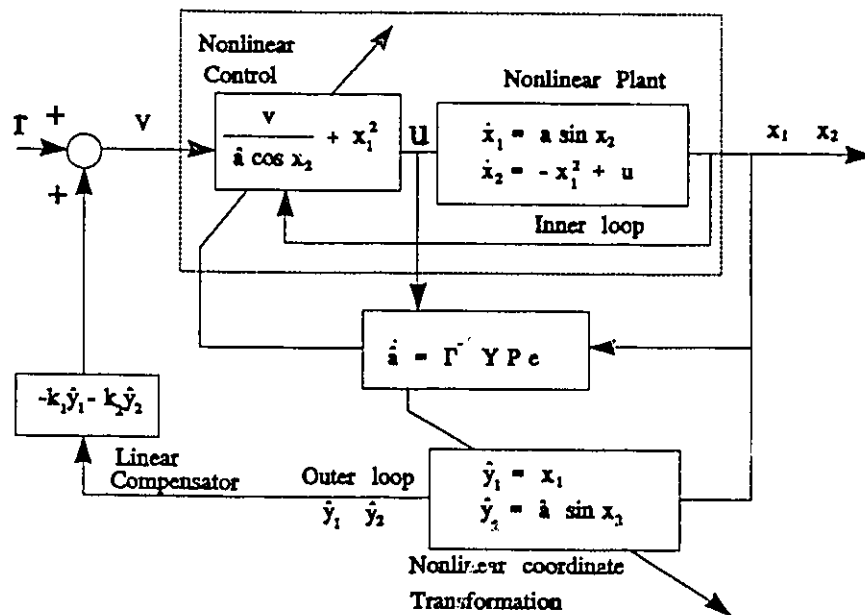 Nonlinear
Control
Nonlinear Plant
r + v
v / (â cos x₂) + x₁²
u
ẋ₁ = a sin x₂
ẋ₂ = - x₁² + u
x₁ x₂
+
Inner loop
â̇ = Γ⁻′ Y P e
-k₁ŷ₁- k₂ŷ₂
Linear
Compensator
Outer loop
ŷ₁ ŷ₂
ŷ₁ = x₁
ŷ₂ = â sin x₂
Nonlinear coordinate
Transformation